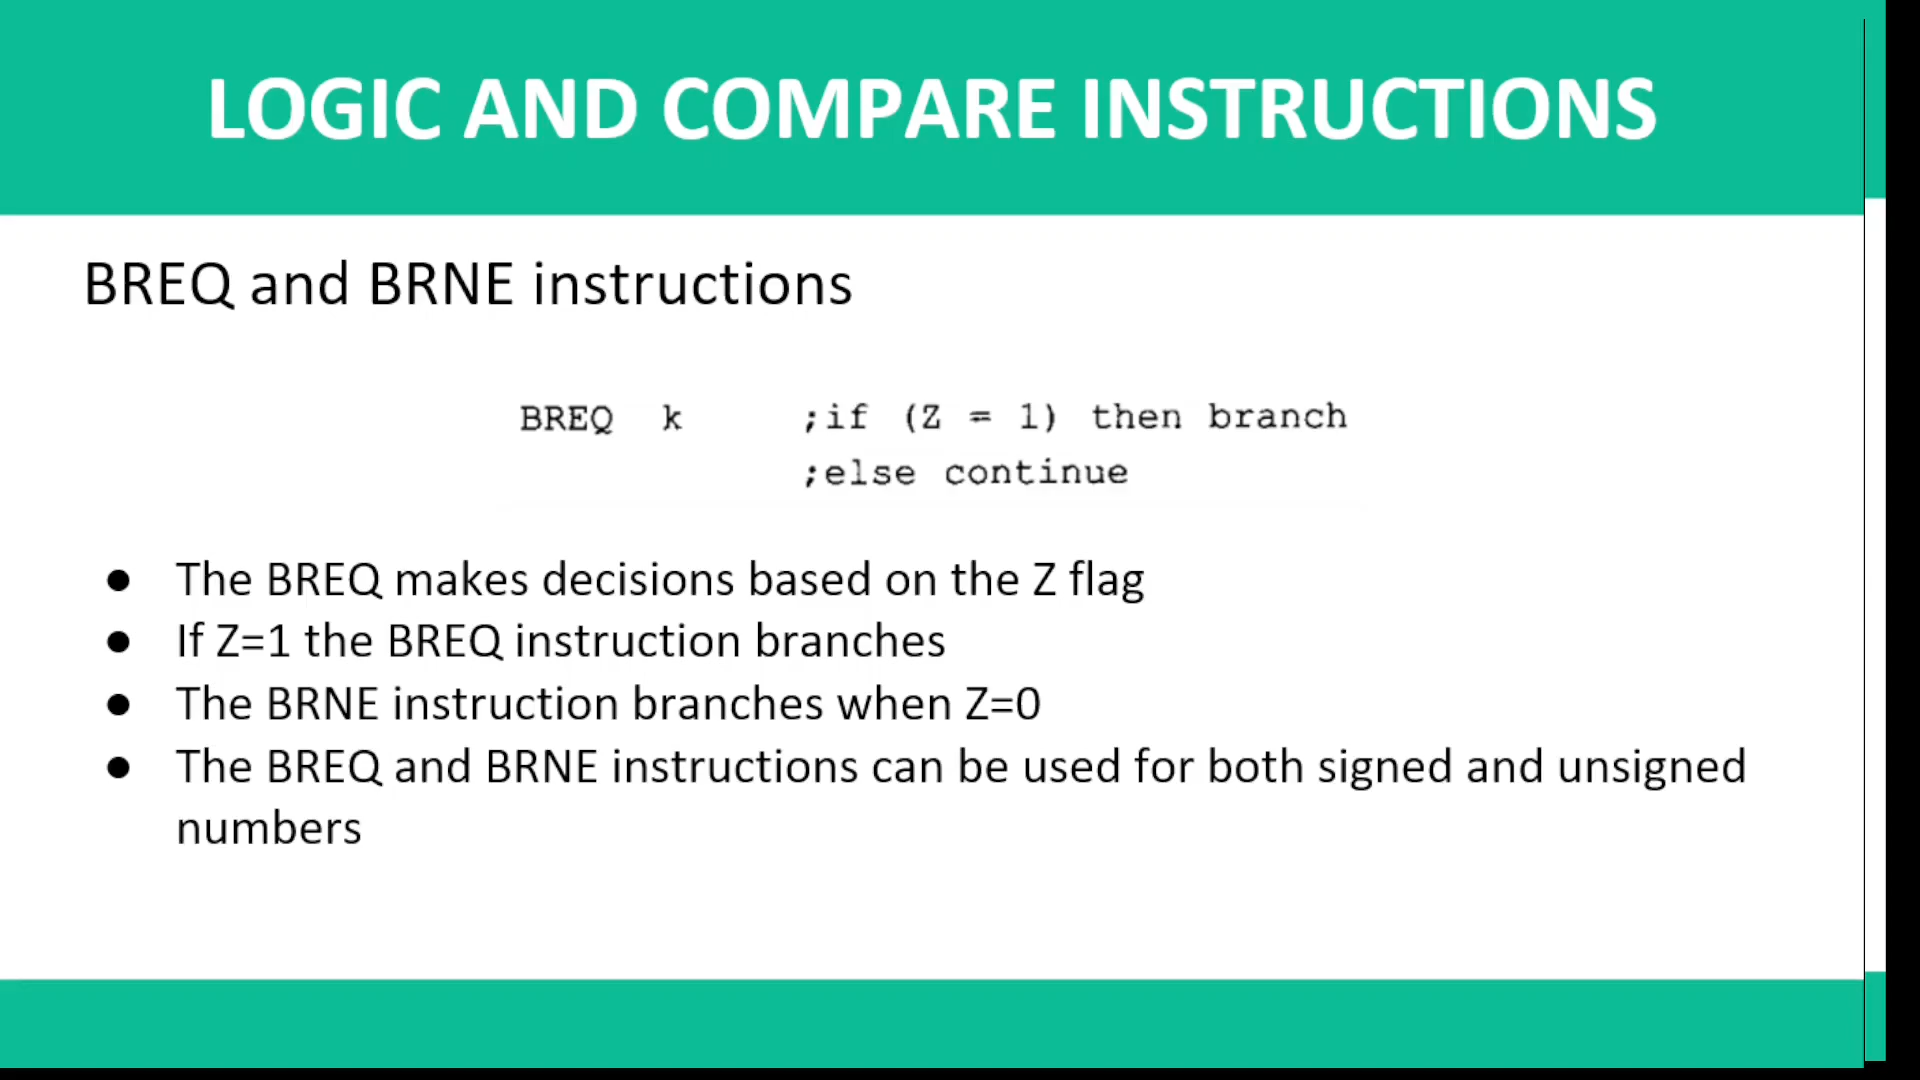 LOGIC AND COMPARE INSTRUCTIONS
BREQ and BRNE instructions
BREQ k ;if (Z = 1) then branch
;else continue
● The BREQ makes decisions based on the Z flag
● If Z=1 the BREQ instruction branches
● The BRNE instruction branches when Z=0
● The BREQ and BRNE instructions can be used for both signed and unsigned
numbers